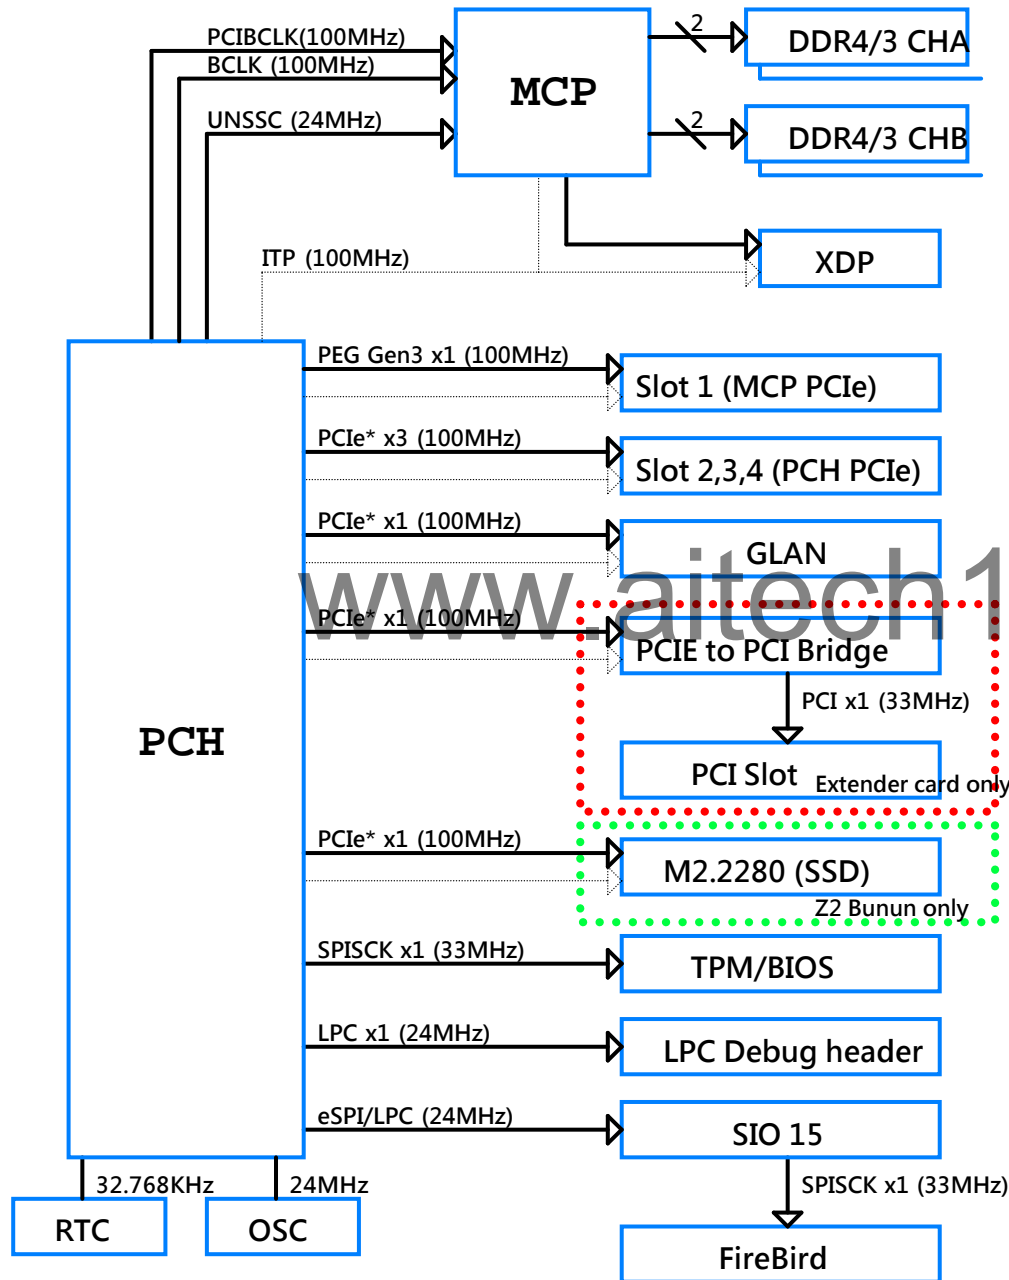 PCIBCLK(100MHz)
BCLK (100MHz)
UNSSC (24MHz)
MCP
2
DDR4/3 CHA
2
DDR4/3 CHB
ITP (100MHz)
XDP
PEG Gen3 x1 (100MHz)
Slot 1 (MCP PCIe)
PCIe* x3 (100MHz)
Slot 2,3,4 (PCH PCIe)
PCIe* x1 (100MHz)
GLAN
www.aitech1
PCIe* x1 (100MHz)
PCIE to PCI Bridge
PCI x1 (33MHz)
PCH
PCI Slot
Extender card only
PCIe* x1 (100MHz)
M2.2280 (SSD)
Z2 Bunun only
SPISCK x1 (33MHz)
TPM/BIOS
LPC x1 (24MHz)
LPC Debug header
eSPI/LPC (24MHz)
SIO 15
32.768KHz
24MHz
SPISCK x1 (33MHz)
RTC
OSC
FireBird